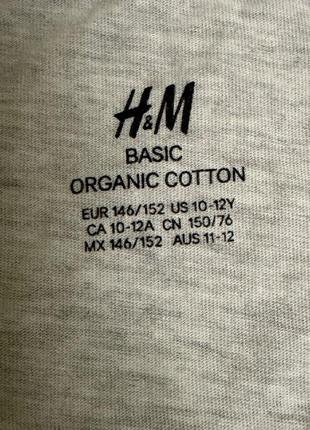 H&M
BASIC
ORGANIC COTTON
EUR 146/152 US 10-12Y
CA 10-12A CN 150/76
MX 146/152 AUS 11-12